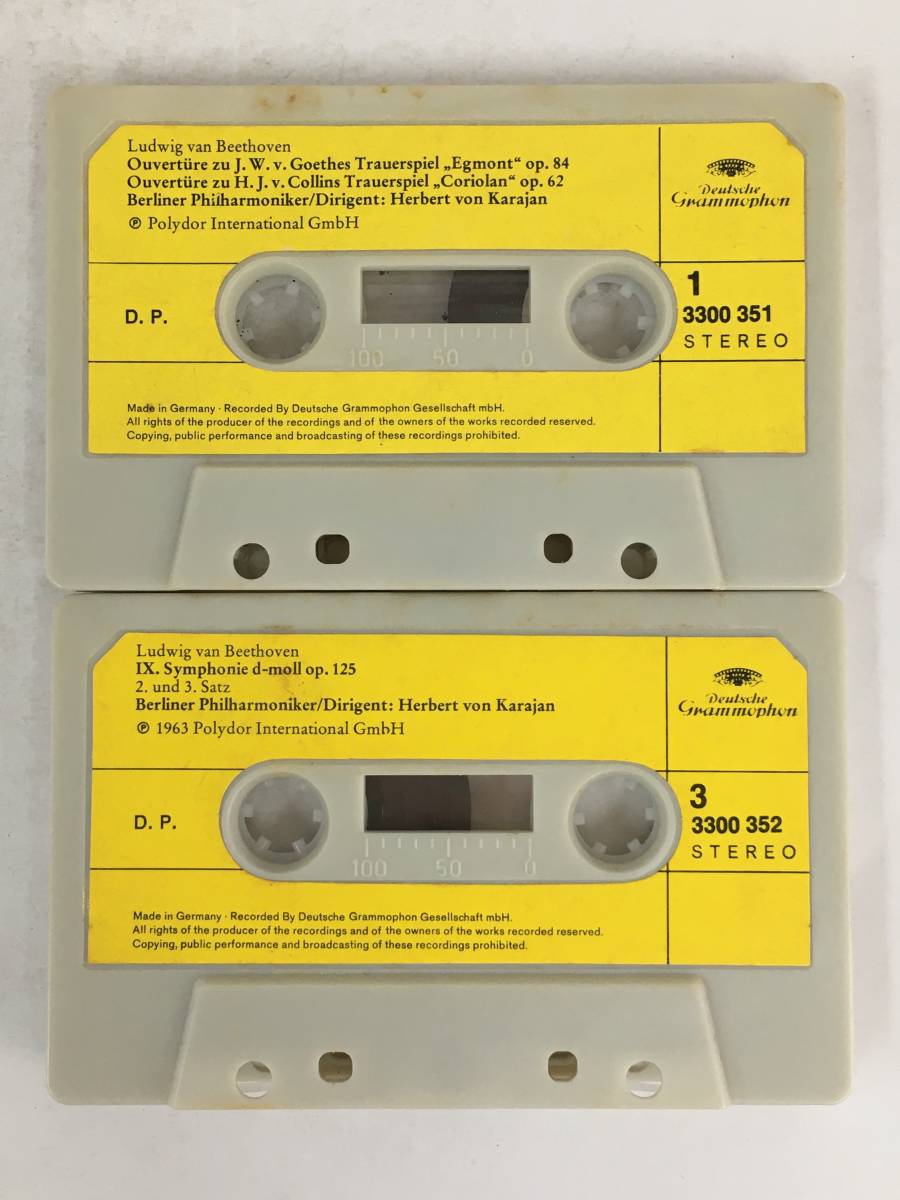 Ludwig van Beethoven
Ouvertüre zu J. W. v. Goethes Trauerspiel „Egmont“ op. 84
Ouvertüre zu H. J. v. Collins Trauerspiel „Coriolan“ op. 62
Berliner Philharmoniker/Dirigent: Herbert von Karajan
℗ Polydor International GmbH
Deutsche
Grammophon
D. P.
1
3300 351
STEREO
100 50 0
Made in Germany · Recorded By Deutsche Grammophon Gesellschaft mbH.
All rights of the producer of the recordings and of the owners of the works recorded reserved.
Copying, public performance and broadcasting of these recordings prohibited.
Ludwig van Beethoven
IX. Symphonie d-moll op. 125
2. und 3. Satz
Berliner Philharmoniker/Dirigent: Herbert von Karajan
℗ 1963 Polydor International GmbH
Deutsche
Grammophon
D. P.
3
3300 352
STEREO
100 50 0
Made in Germany · Recorded By Deutsche Grammophon Gesellschaft mbH.
All rights of the producer of the recordings and of the owners of the works recorded reserved.
Copying, public performance and broadcasting of these recordings prohibited.